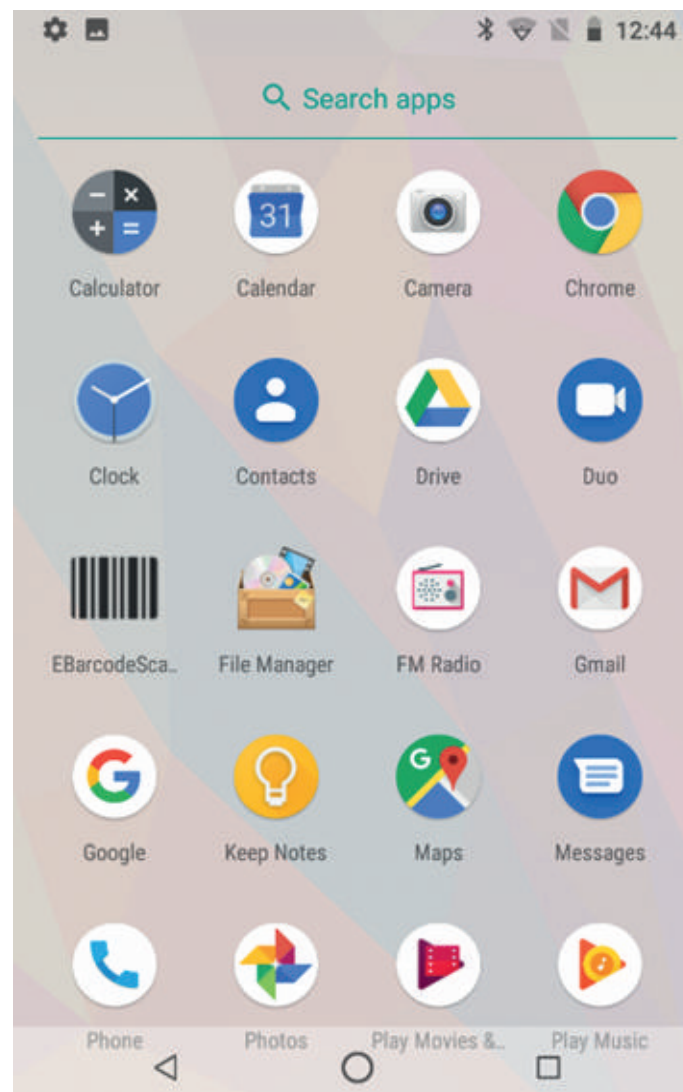 12:44
Search apps
31
Calculator Calendar Camera Chrome
Clock Contacts Drive Duo
EBarcodeSca.. File Manager FM Radio Gmail
G
Google Keep Notes Maps Messages
Phone Photos Play Movies &.. Play Music